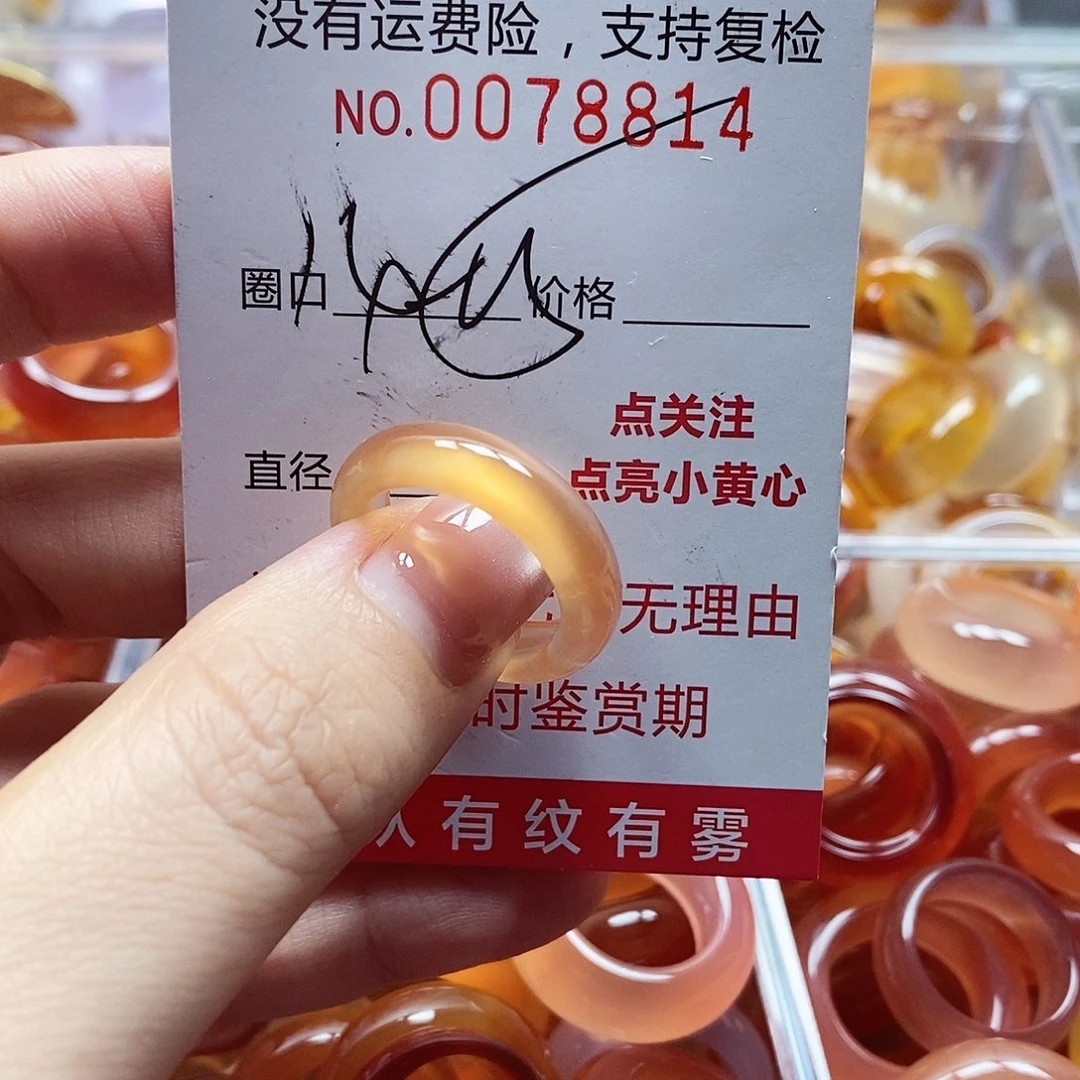 没有运费险，支持复检
NO.0078814
圈口 价格
点关注
直径
点亮小黄心
无理由
时鉴赏期
有纹有雾